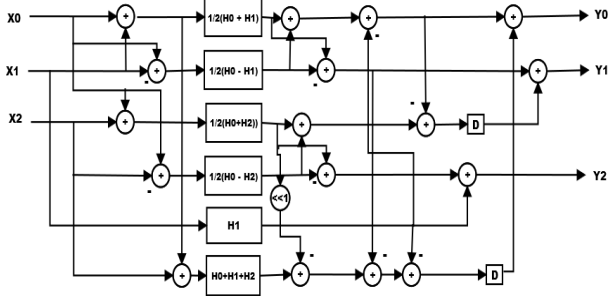 X0
1/2(H0 + H1)
Y0
X1
1/2(H0 - H1)
Y1
X2
1/2(H0+H2))
D
1/2(H0 - H2)
Y2
<<1
H1
H0+H1+H2
D